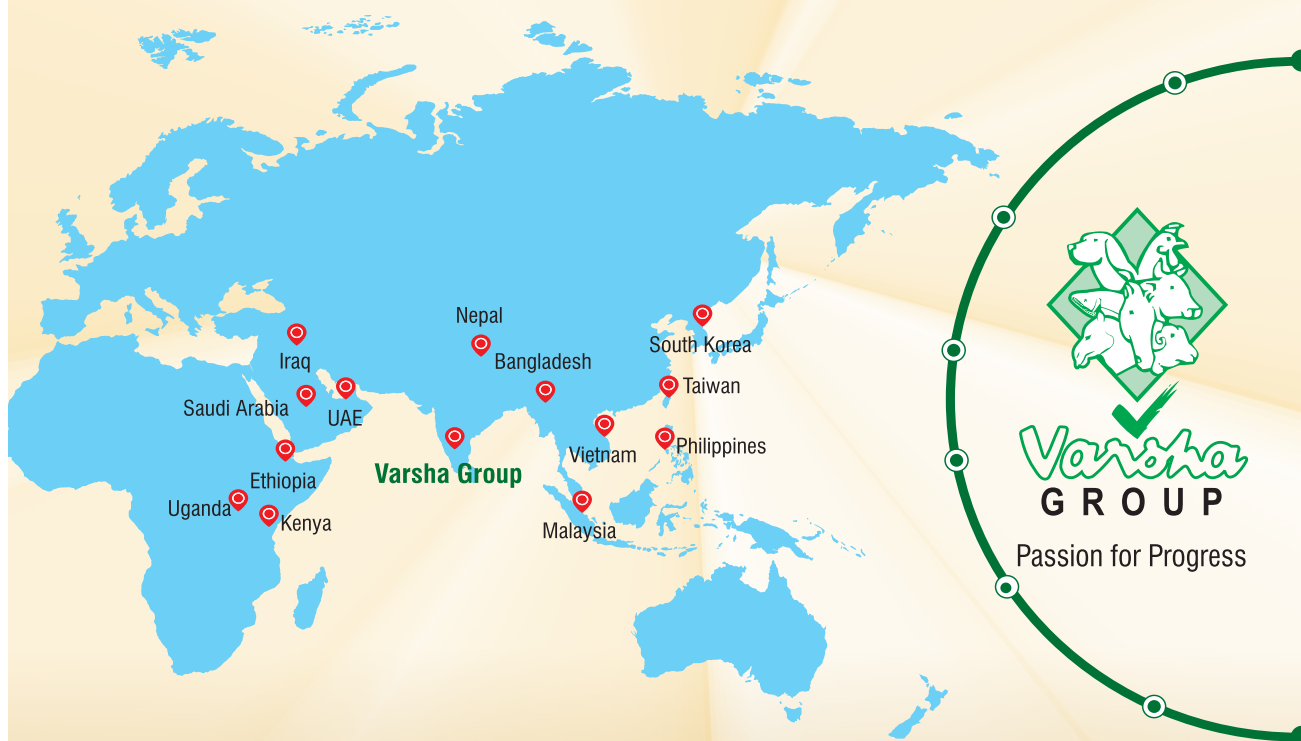 Nepal
Bangladesh
South Korea
Iraq
Taiwan
Saudi Arabia
UAE
Philippines
Vietnam
Varsha Group
Ethiopia
Uganda
Kenya
Malaysia
Varsha
GROUP
Passion for Progress